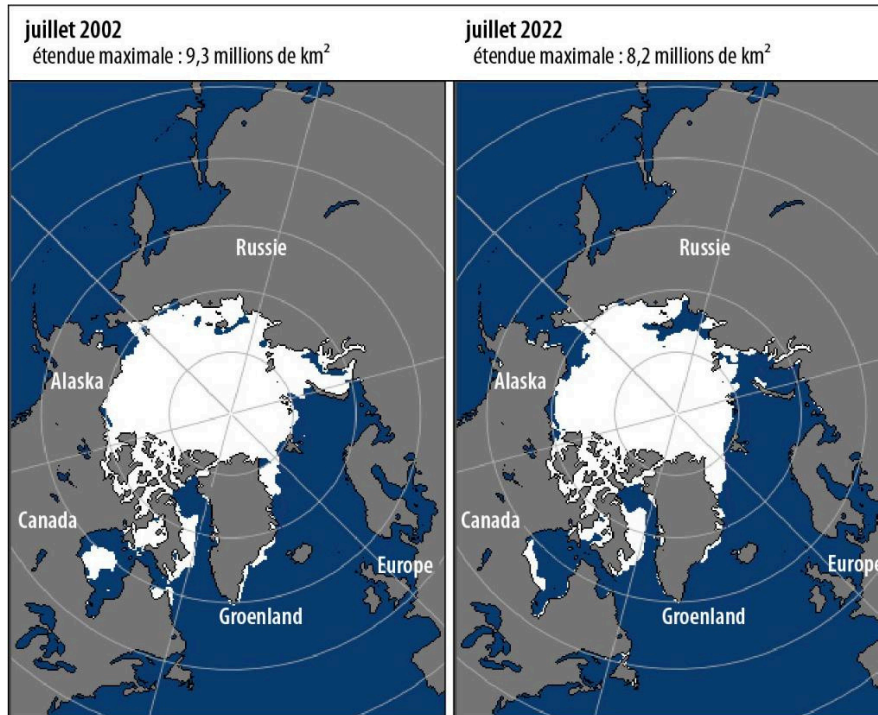 juillet 2002
étendue maximale : 9,3 millions de km²
Russie
Alaska
Canada
Europe
Groenland
juillet 2022
étendue maximale : 8,2 millions de km²
Russie
Alaska
Canada
Europe
Groenland